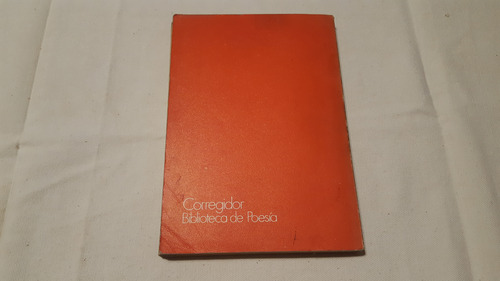 Corregidor
Biblioteca de Poesía